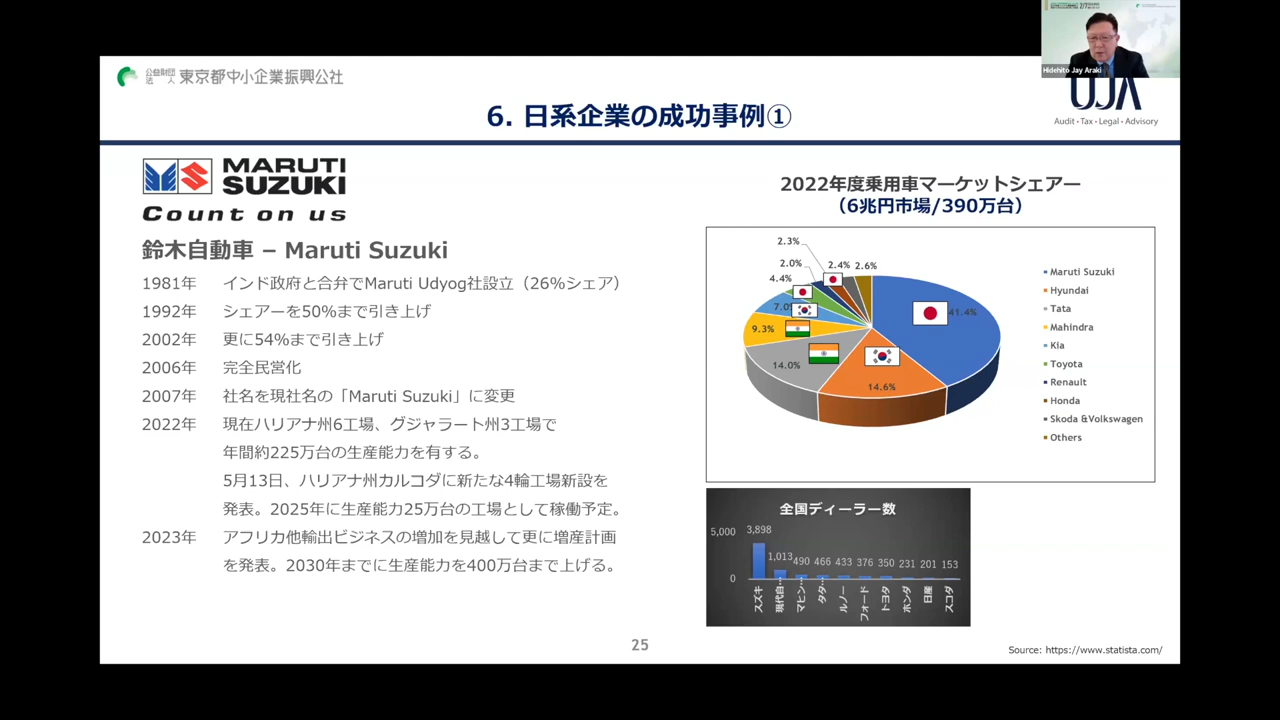 Hidehito Jay Araki
公益財団法人 東京都中小企業振興公社
UJA
Audit・Tax・Legal・Advisory
6. 日系企業の成功事例①
MARUTI
SUZUKI
Count on us
鈴木自動車 – Maruti Suzuki
1981年 インド政府と合弁でMaruti Udyog社設立（26%シェア）
1992年 シェアーを50%まで引き上げ
2002年 更に54%まで引き上げ
2006年 完全民営化
2007年 社名を現社名の「Maruti Suzuki」に変更
2022年 現在ハリアナ州6工場、グジャラート州3工場で
年間約225万台の生産能力を有する。
5月13日、ハリアナ州カルコダに新たな4輪工場新設を
発表。2025年に生産能力25万台の工場として稼働予定。
2023年 アフリカ他輸出ビジネスの増加を見越して更に増産計画
を発表。2030年までに生産能力を400万台まで上げる。
2022年度乗用車マーケットシェアー
（6兆円市場/390万台）
2.3%
2.0%
2.4%
2.6%
4.4%
7.0%
9.3%
14.0%
14.6%
41.4%
Maruti Suzuki
Hyundai
Tata
Mahindra
Kia
Toyota
Renault
Honda
Skoda &Volkswagen
Others
全国ディーラー数
5,000
0
3,898
1,013
490
466
433
376
350
231
201
153
スズキ
現代自…
マヒン…
タタ…
ルノー
フォード
トヨタ
ホンダ
日産
スコダ
25
Source: https://www.statista.com/